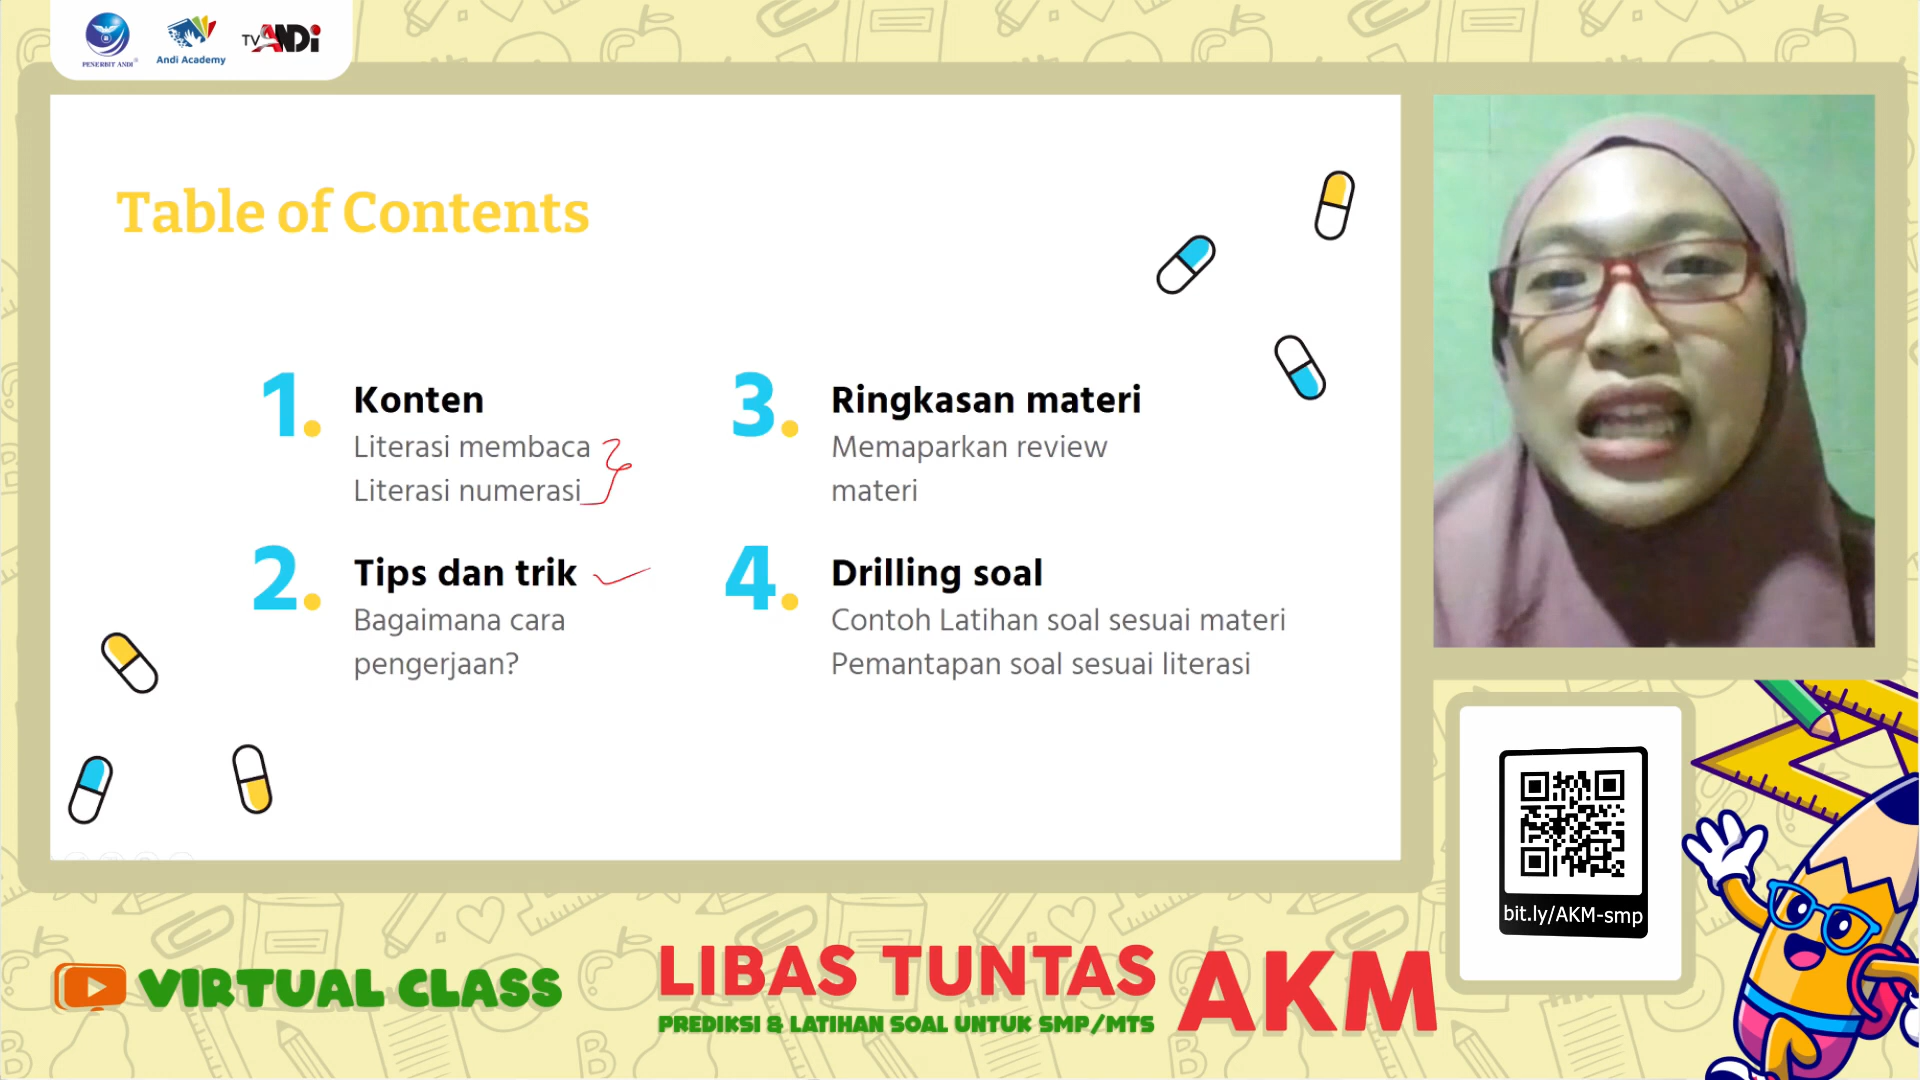 PENERBIT ANDI
Andi Academy
TV ANDi
Table of Contents
1. Konten
Literasi membaca
Literasi numerasi
2. Tips dan trik
Bagaimana cara
pengerjaan?
3. Ringkasan materi
Memaparkan review
materi
4. Drilling soal
Contoh Latihan soal sesuai materi
Pemantapan soal sesuai literasi
bit.ly/AKM-smp
VIRTUAL CLASS
LIBAS TUNTAS AKM
PREDIKSI & LATIHAN SOAL UNTUK SMP/MTS